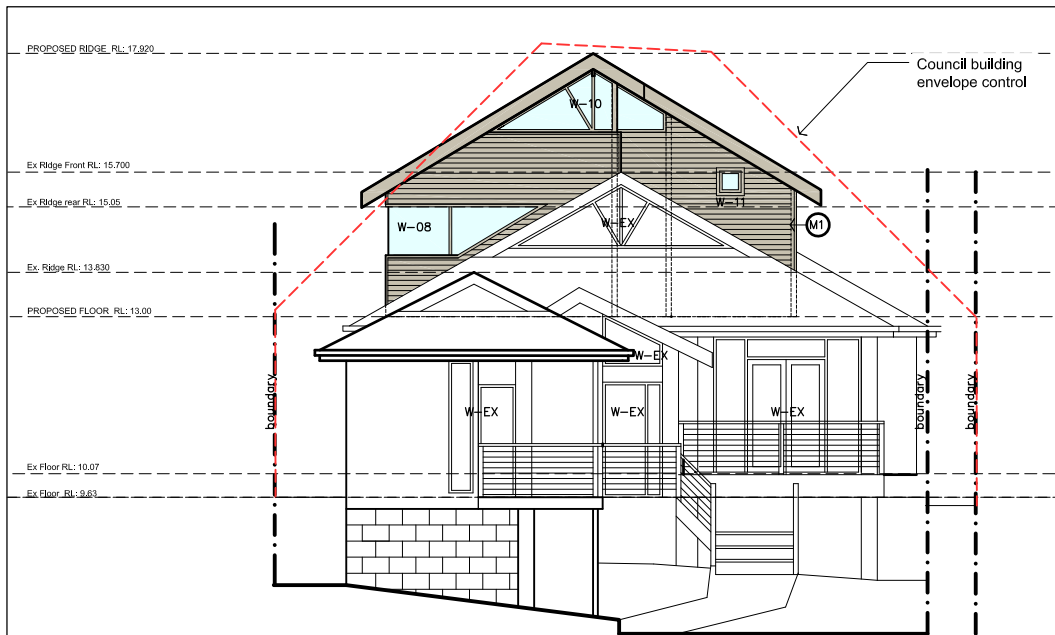 PROPOSED RIDGE RL: 17.920
Council building
envelope control
W-10
Ex Ridge Front RL: 15.700
W-11
Ex Ridge rear RL: 15.05
W-08
W-EX
M1
Ex. Ridge RL: 13.830
PROPOSED FLOOR RL: 13.00
W-EX
boundary
W-EX
W-EX
W-EX
boundary
boundary
Ex Floor RL: 10.07
Ex Floor RL: 9.63